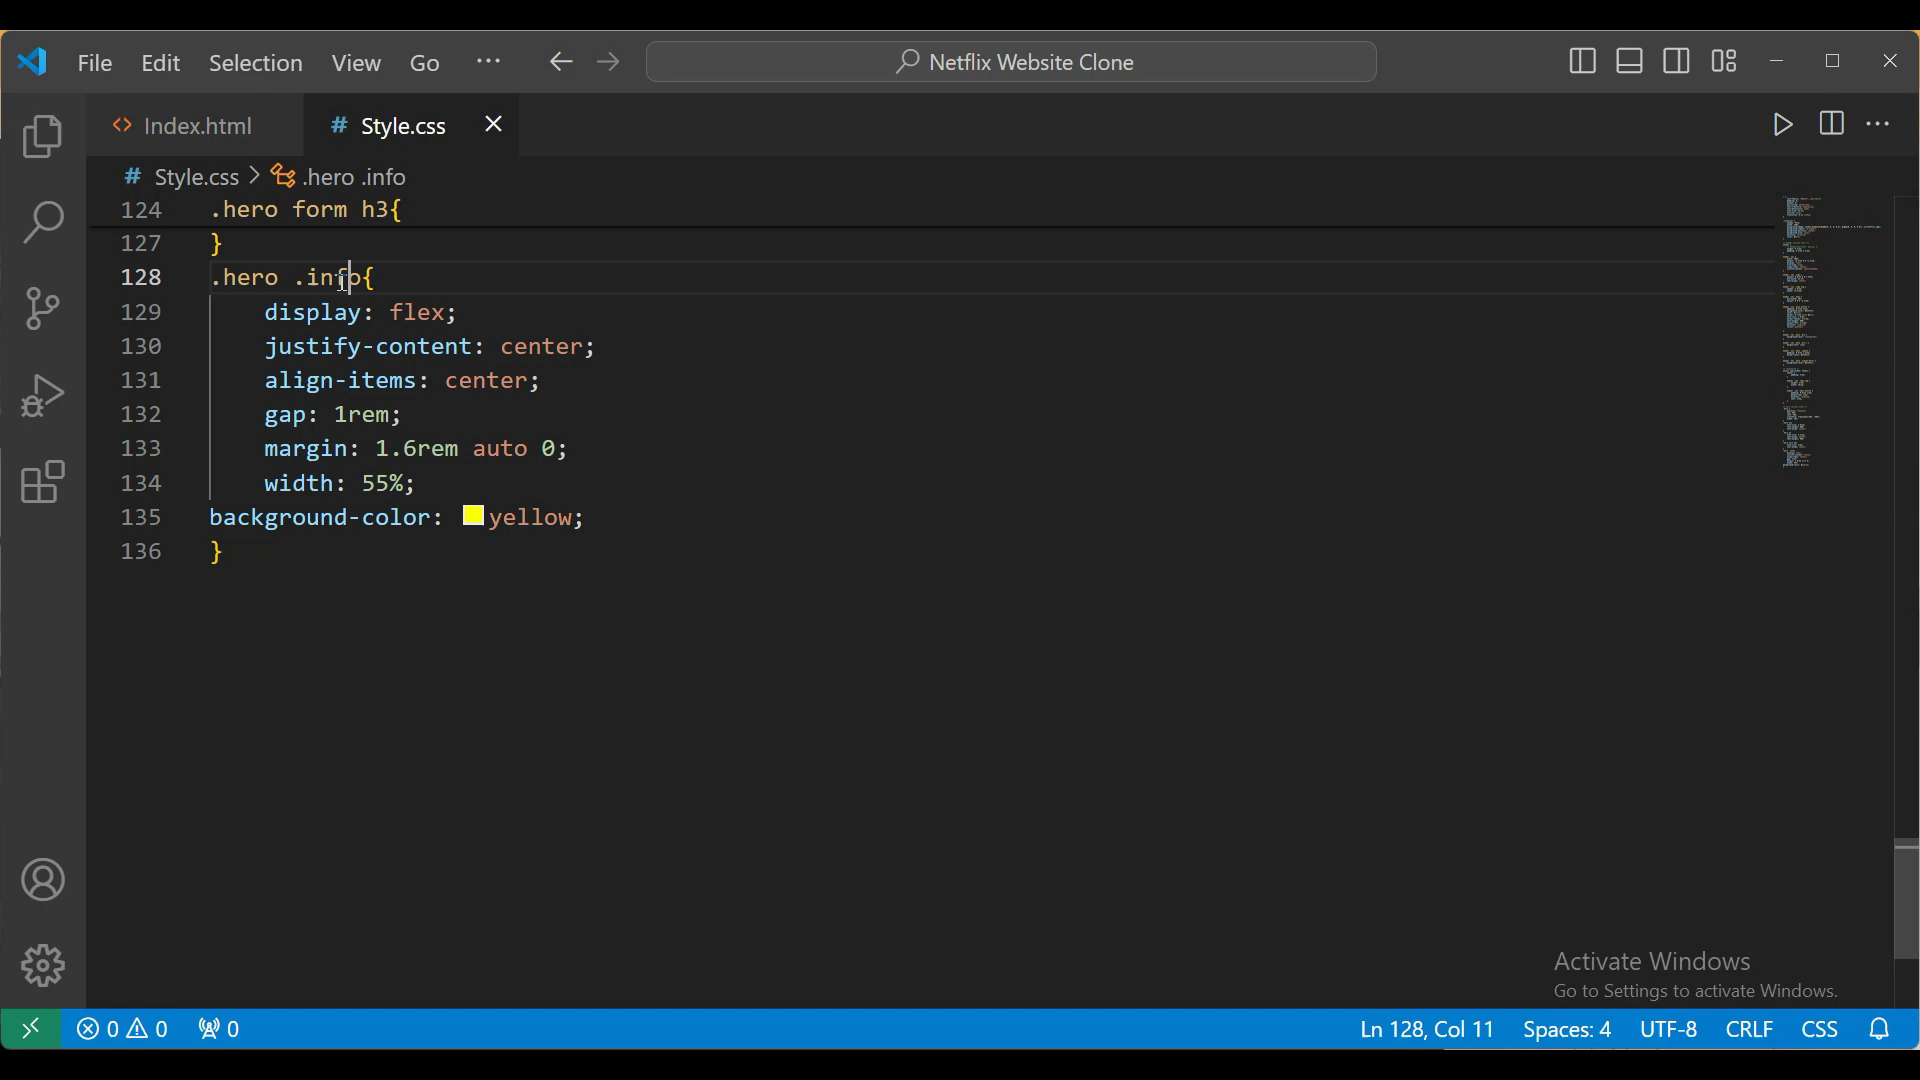 File Edit Selection View Go ··· Netflix Website Clone
Index.html # Style.css
# Style.css > .hero .info
124 .hero form h3{
127 }
128 .hero .info{
129 display: flex;
130 justify-content: center;
131 align-items: center;
132 gap: 1rem;
133 margin: 1.6rem auto 0;
134 width: 55%;
135 background-color: yellow;
136 }
Activate Windows
Go to Settings to activate Windows.
0 0 0 Ln 128, Col 11 Spaces: 4 UTF-8 CRLF CSS